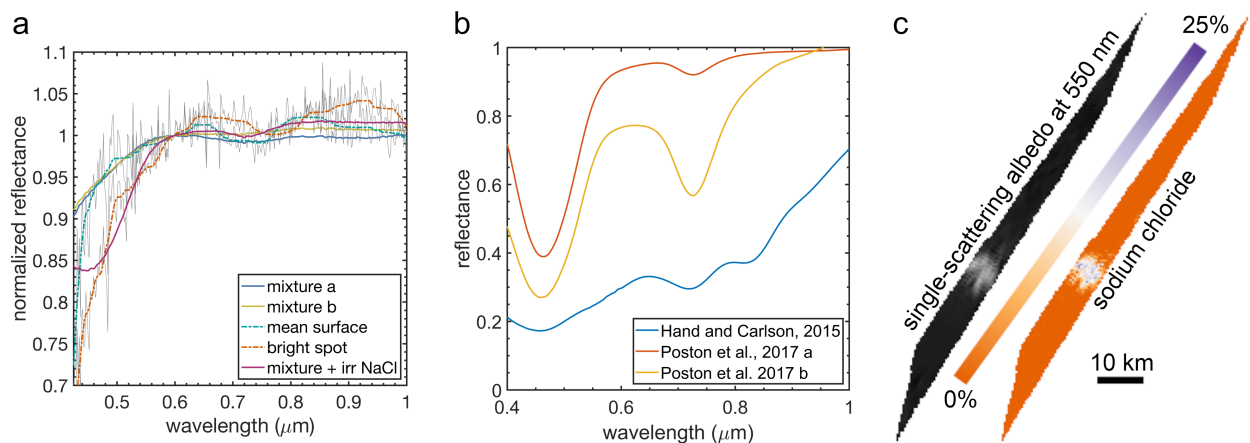 a
1.1
1.05
1
0.95
0.9
0.85
0.8
0.75
0.7
normalized reflectance
mixture a
mixture b
mean surface
bright spot
mixture + irr NaCl
0.5 0.6 0.7 0.8 0.9 1
wavelength (μm)
b
1
0.8
0.6
0.4
0.2
0
reflectance
Hand and Carlson, 2015
Poston et al., 2017 a
Poston et al. 2017 b
0.4 0.6 0.8 1
wavelength (μm)
c
25%
single-scattering albedo at 550 nm
sodium chloride
10 km
0%